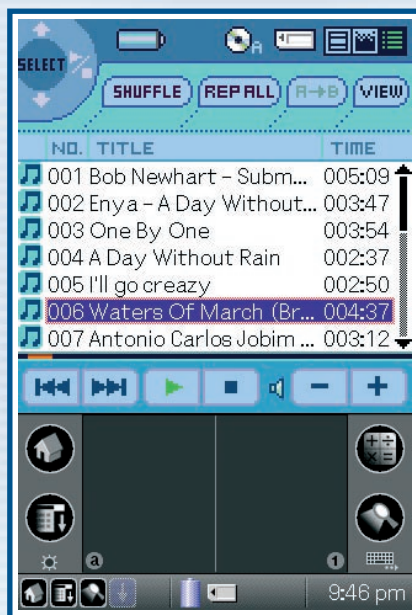 A
SELECT
SHUFFLE REP ALL A→B VIEW
NO. TITLE TIME
001 Bob Newhart – Subm... 005:09
002 Enya – A Day Without... 003:47
003 One By One 003:54
004 A Day Without Rain 002:37
005 I'll go creazy 002:50
006 Waters Of March (Br... 004:37
007 Antonio Carlos Jobim ... 003:12
a 1
9:46 pm